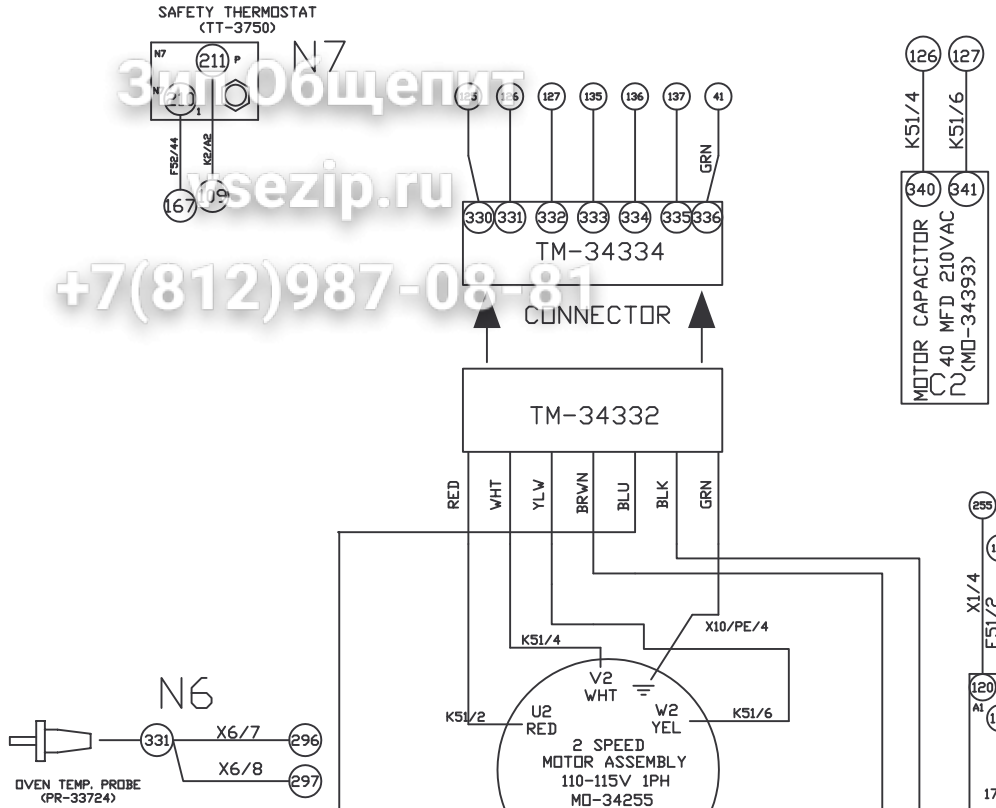 SAFETY THERMOSTAT
(TT-3750)
N7
N7
211
P
N7
210
1
F52/44
K2/A2
167
109
ЗипОбщепит
vsezip.ru
+7(812)987-08-81
125
126
127
135
136
137
41
GRN
330
331
332
333
334
335
336
TM-34334
CONNECTOR
TM-34332
RED
WHT
YLW
BRWN
BLU
BLK
GRN
126
127
K51/4
K51/6
340
341
MOTOR CAPACITOR
C2
40 MFD 210VAC
(MO-34393)
255
X1/4
F51/2
120
A1
17
X10/PE/4
K51/4
V2
WHT
K51/2
U2
RED
W2
YEL
K51/6
2 SPEED
MOTOR ASSEMBLY
110-115V 1PH
MO-34255
N6
331
X6/7
296
X6/8
297
OVEN TEMP. PROBE
(PR-33724)